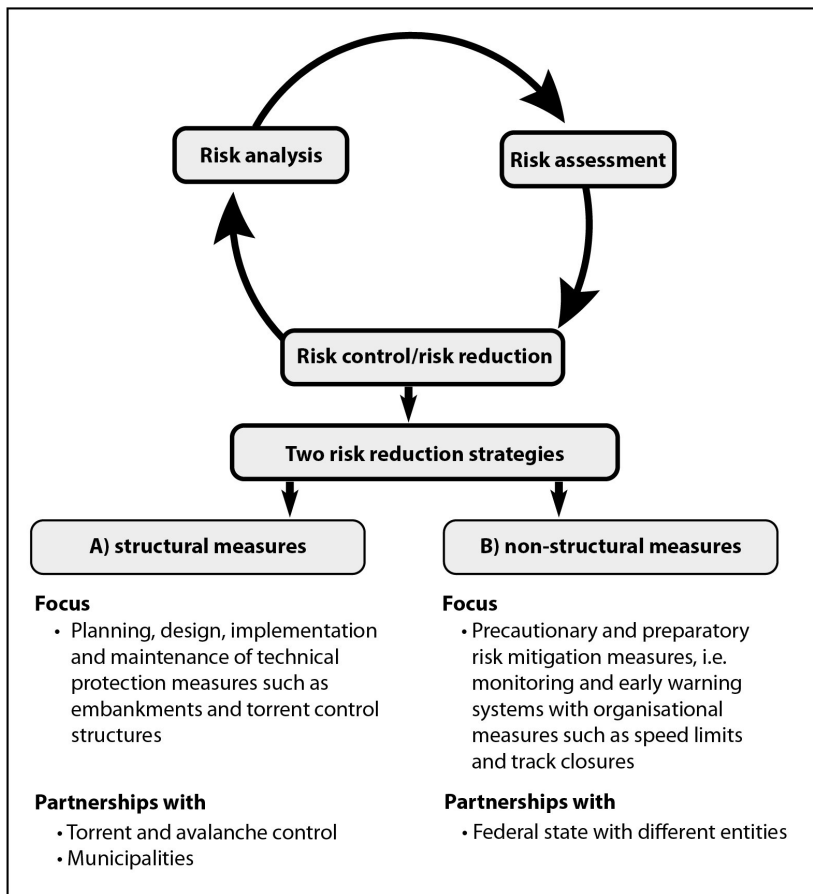 Risk analysis
Risk assessment
Risk control/risk reduction
Two risk reduction strategies
A) structural measures
B) non-structural measures
Focus
• Planning, design, implementation
and maintenance of technical
protection measures such as
embankments and torrent control
structures
Partnerships with
• Torrent and avalanche control
• Municipalities
Focus
• Precautionary and preparatory
risk mitigation measures, i.e.
monitoring and early warning
systems with organisational
measures such as speed limits
and track closures
Partnerships with
• Federal state with different entities